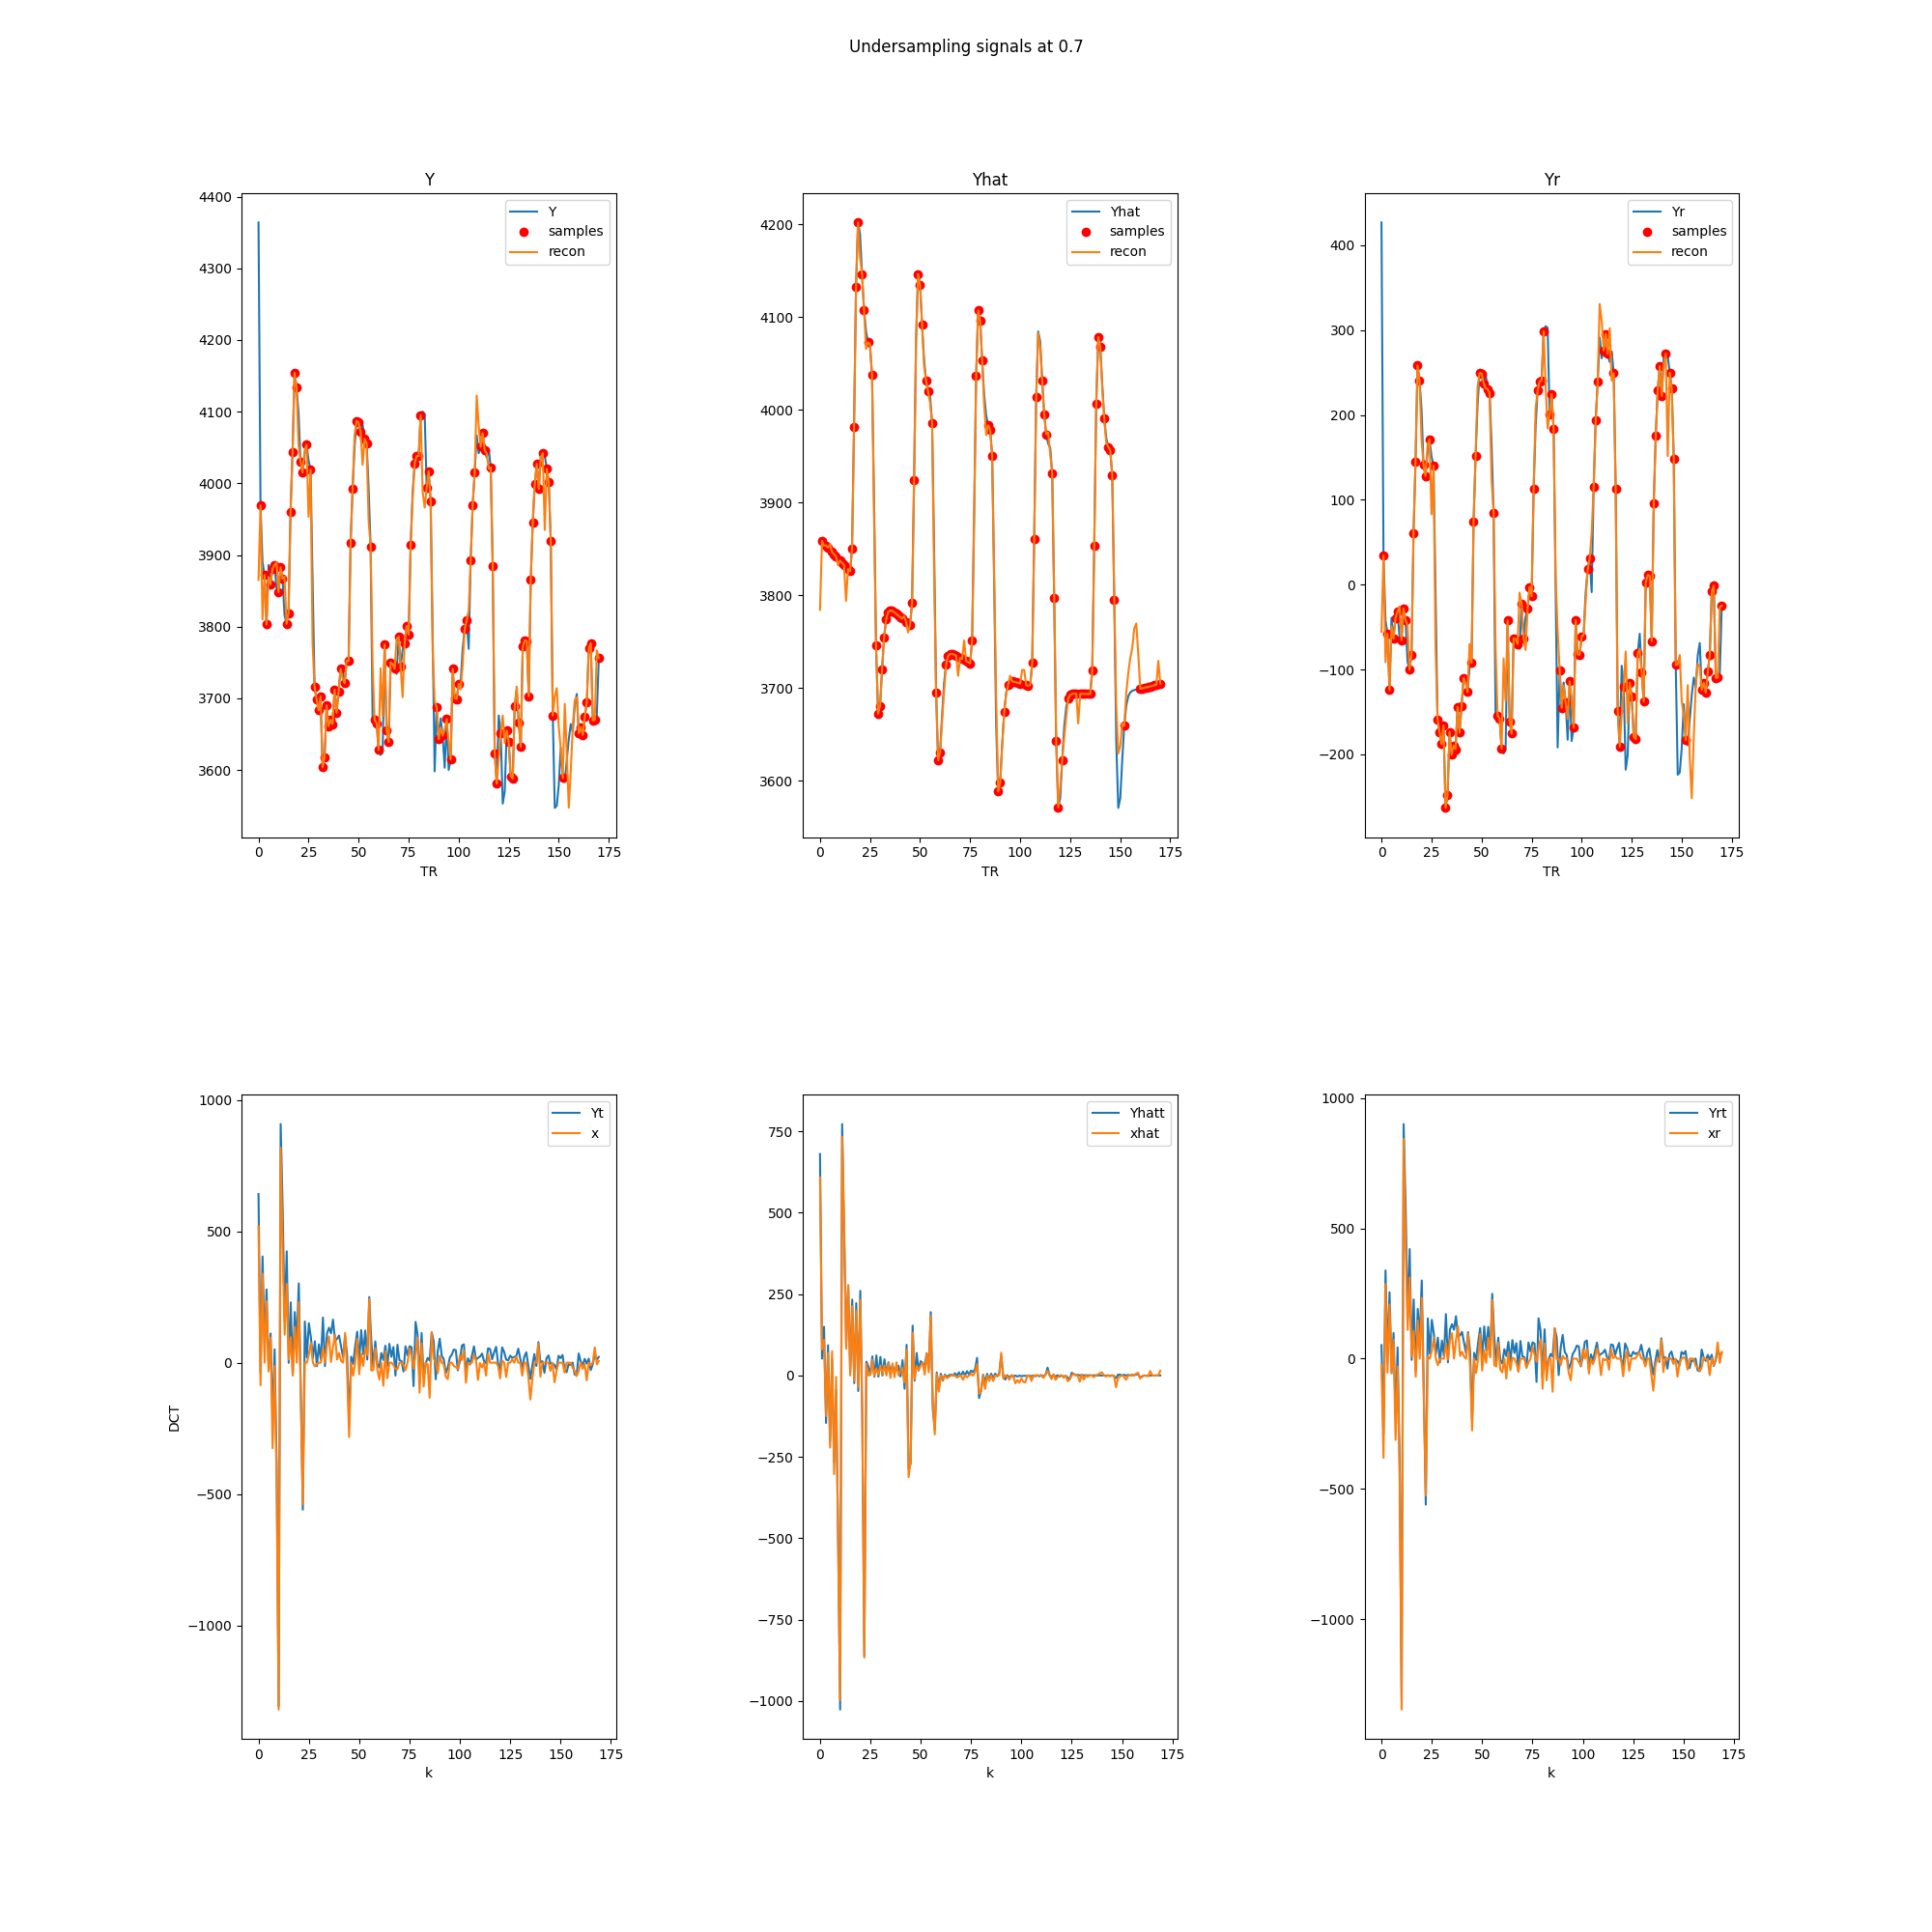 Undersampling signals at 0.7
Y
4400
4300
4200
4100
4000
3900
3800
3700
3600
0 25 50 75 100 125 150 175
TR
Y
samples
recon
Yhat
4200
4100
4000
3900
3800
3700
3600
0 25 50 75 100 125 150 175
TR
Yhat
samples
recon
Yr
400
300
200
100
0
−100
−200
0 25 50 75 100 125 150 175
TR
Yr
samples
recon
DCT
1000
500
0
−500
−1000
0 25 50 75 100 125 150 175
k
Yt
x
750
500
250
0
−250
−500
−750
−1000
0 25 50 75 100 125 150 175
k
Yhatt
xhat
1000
500
0
−500
−1000
0 25 50 75 100 125 150 175
k
Yrt
xr